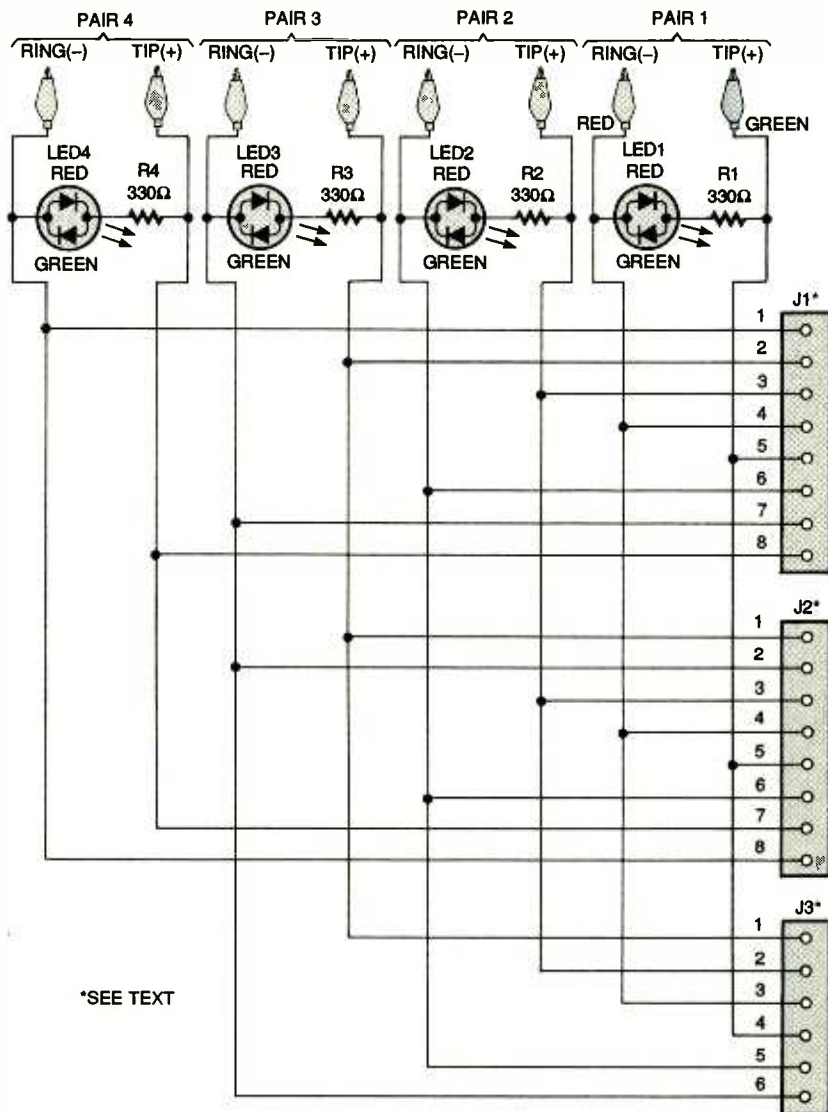 PAIR 4 PAIR 3 PAIR 2 PAIR 1
RING(–) TIP(+) RING(–) TIP(+) RING(–) TIP(+) RING(–) TIP(+)
RED GREEN
LED4 LED3 LED2 LED1
RED R4 RED R3 RED R2 RED R1
330Ω 330Ω 330Ω 330Ω
GREEN GREEN GREEN GREEN
J1*
1
2
3
4
5
6
7
8
J2*
1
2
3
4
5
6
7
8
J3*
1
2
3
4
5
6
*SEE TEXT